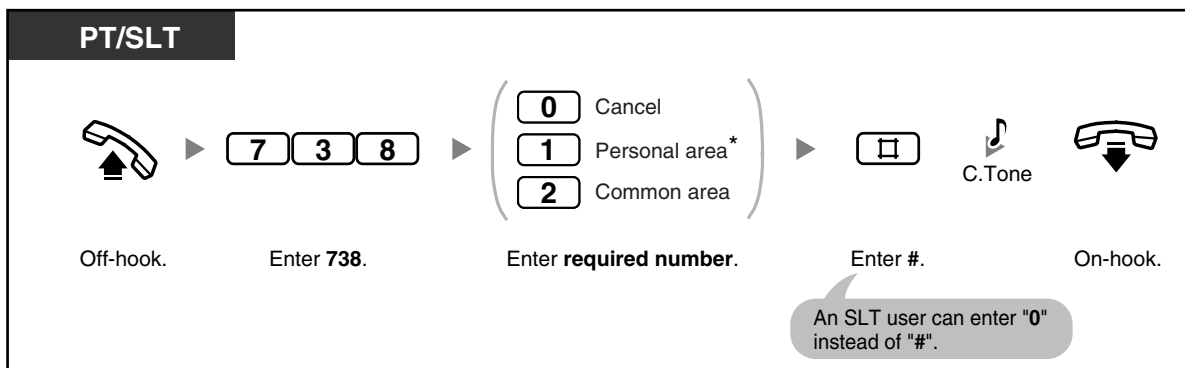 PT/SLT
0 Cancel
7 3 8
1 Personal area*
2 Common area
C.Tone
Off-hook.
Enter 738.
Enter required number.
Enter #.
On-hook.
An SLT user can enter "0"
instead of "#".